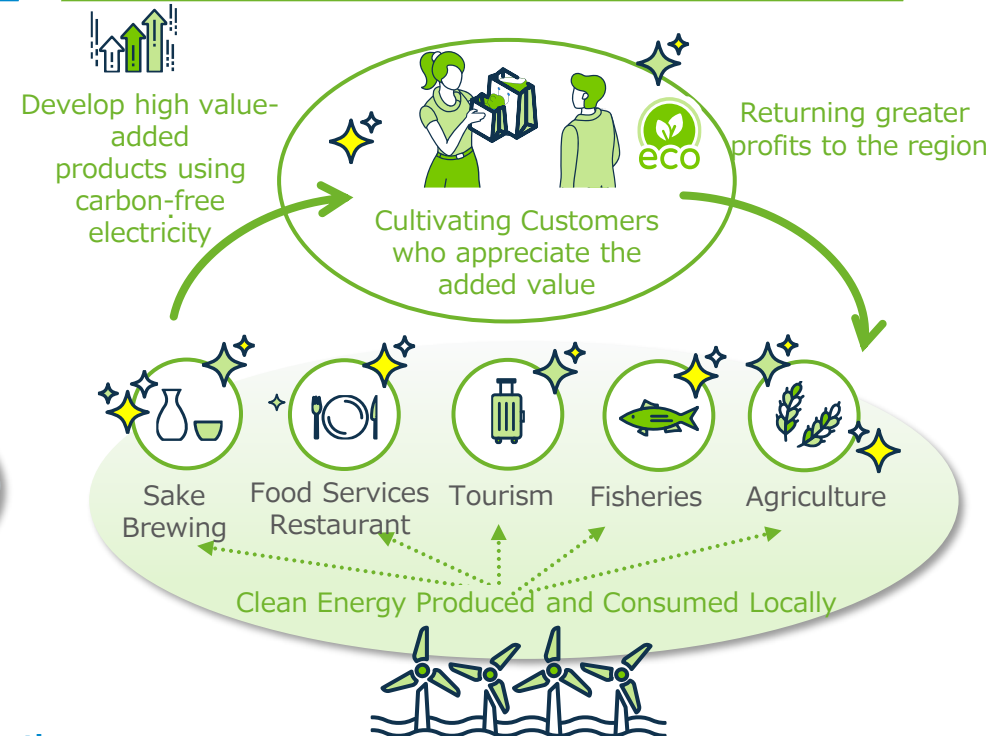 Develop high value-
added
products using
carbon-free
electricity
eco
Returning greater
profits to the region
Cultivating Customers
who appreciate the
added value
Sake
Brewing
Food Services
Restaurant
Tourism
Fisheries
Agriculture
Clean Energy Produced and Consumed Locally